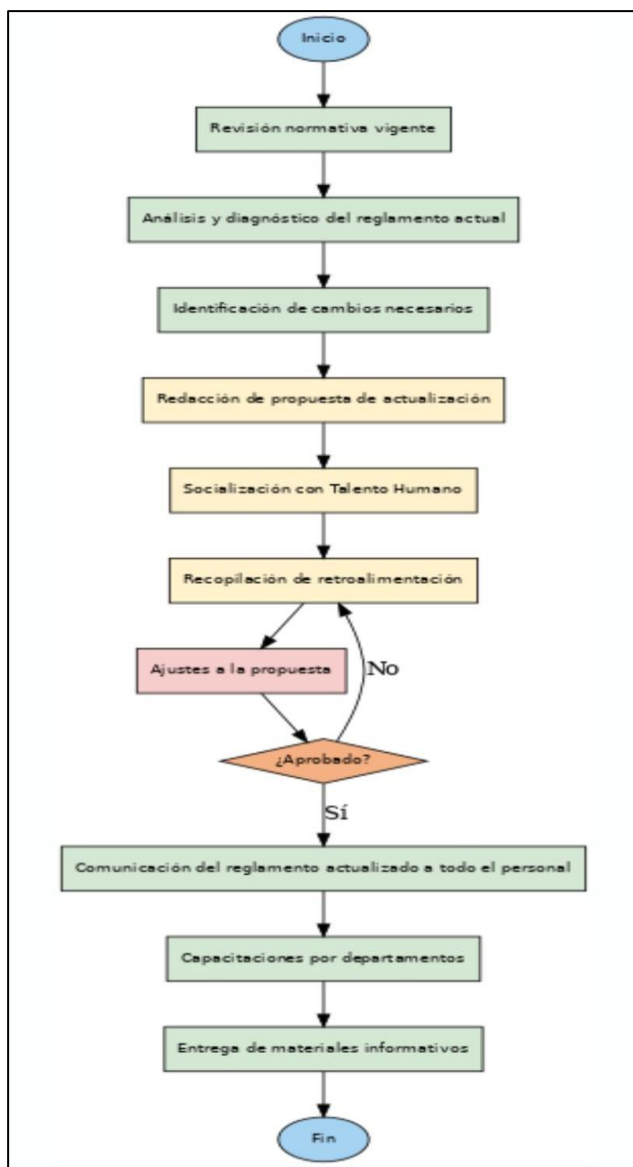 Inicio
Revisión normativa vigente
Análisis y diagnóstico del reglamento actual
Identificación de cambios necesarios
Redacción de propuesta de actualización
Socialización con Talento Humano
Recopilación de retroalimentación
Ajustes a la propuesta
No
¿Aprobado?
Sí
Comunicación del reglamento actualizado a todo el personal
Capacitaciones por departamentos
Entrega de materiales informativos
Fin